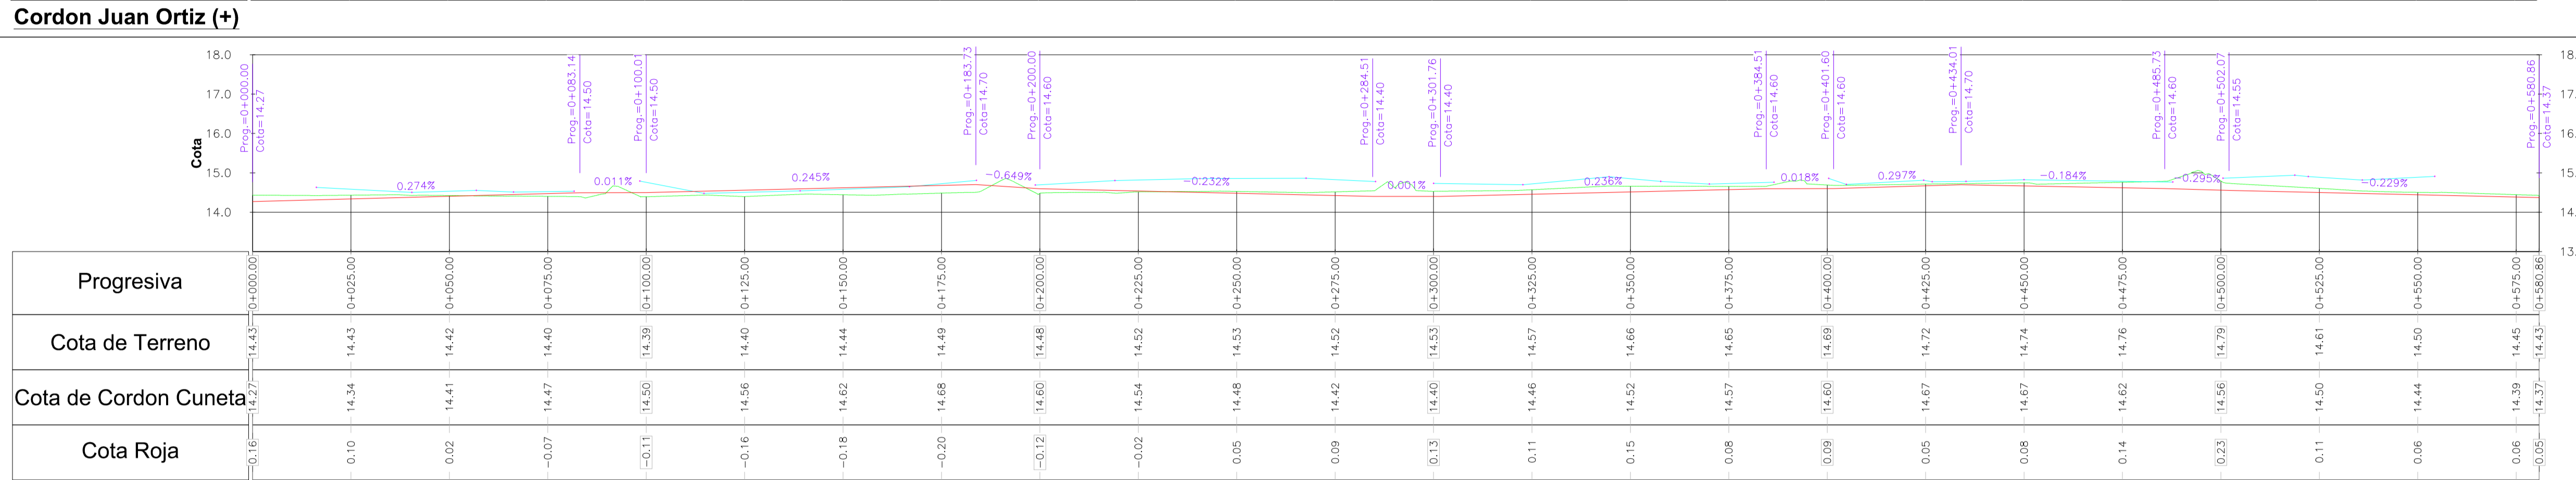 Cordon Juan Ortiz (+)
Cota
18.0
17.0
16.0
15.0
14.0
Prog.=0+000.00
Cota=14.27
Prog.=0+083.14
Cota=14.50
Prog.=0+100.01
Cota=14.50
Prog.=0+183.73
Cota=14.70
Prog.=0+200.00
Cota=14.60
Prog.=0+284.51
Cota=14.40
Prog.=0+301.76
Cota=14.40
Prog.=0+384.51
Cota=14.60
Prog.=0+401.60
Cota=14.60
Prog.=0+434.01
Cota=14.70
Prog.=0+485.73
Cota=14.60
Prog.=0+502.07
Cota=14.55
Prog.=0+580.86
Cota=14.37
18.
17.
16.
15.
14.
13.
0.274% 0.011% 0.245% −0.649% −0.232% 0.001% 0.236% 0.018% 0.297% −0.184% −0.295% −0.229%
Progresiva 0+000.00 0+025.00 0+050.00 0+075.00 0+100.00 0+125.00 0+150.00 0+175.00 0+200.00 0+225.00 0+250.00 0+275.00 0+300.00 0+325.00 0+350.00 0+375.00 0+400.00 0+425.00 0+450.00 0+475.00 0+500.00 0+525.00 0+550.00 0+575.00 0+580.86
Cota de Terreno 14.43 14.43 14.42 14.40 14.39 14.40 14.44 14.49 14.48 14.52 14.53 14.52 14.53 14.57 14.66 14.65 14.69 14.72 14.74 14.76 14.79 14.61 14.50 14.45 14.43
Cota de Cordon Cuneta 14.27 14.34 14.41 14.47 14.50 14.56 14.62 14.68 14.60 14.54 14.48 14.42 14.40 14.46 14.52 14.57 14.60 14.67 14.67 14.62 14.56 14.50 14.44 14.39 14.37
Cota Roja 0.16 0.10 0.02 −0.07 −0.11 −0.16 −0.18 −0.20 −0.12 −0.02 0.05 0.09 0.13 0.11 0.15 0.08 0.09 0.05 0.08 0.14 0.23 0.11 0.06 0.06 0.05